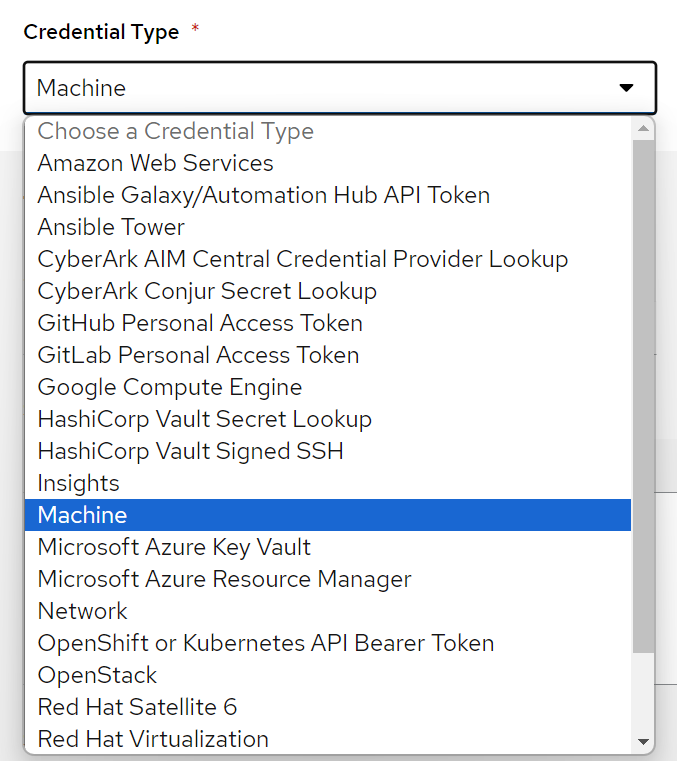 Credential Type *
Machine
Choose a Credential Type
Amazon Web Services
Ansible Galaxy/Automation Hub API Token
Ansible Tower
CyberArk AIM Central Credential Provider Lookup
CyberArk Conjur Secret Lookup
GitHub Personal Access Token
GitLab Personal Access Token
Google Compute Engine
HashiCorp Vault Secret Lookup
HashiCorp Vault Signed SSH
Insights
Machine
Microsoft Azure Key Vault
Microsoft Azure Resource Manager
Network
OpenShift or Kubernetes API Bearer Token
OpenStack
Red Hat Satellite 6
Red Hat Virtualization